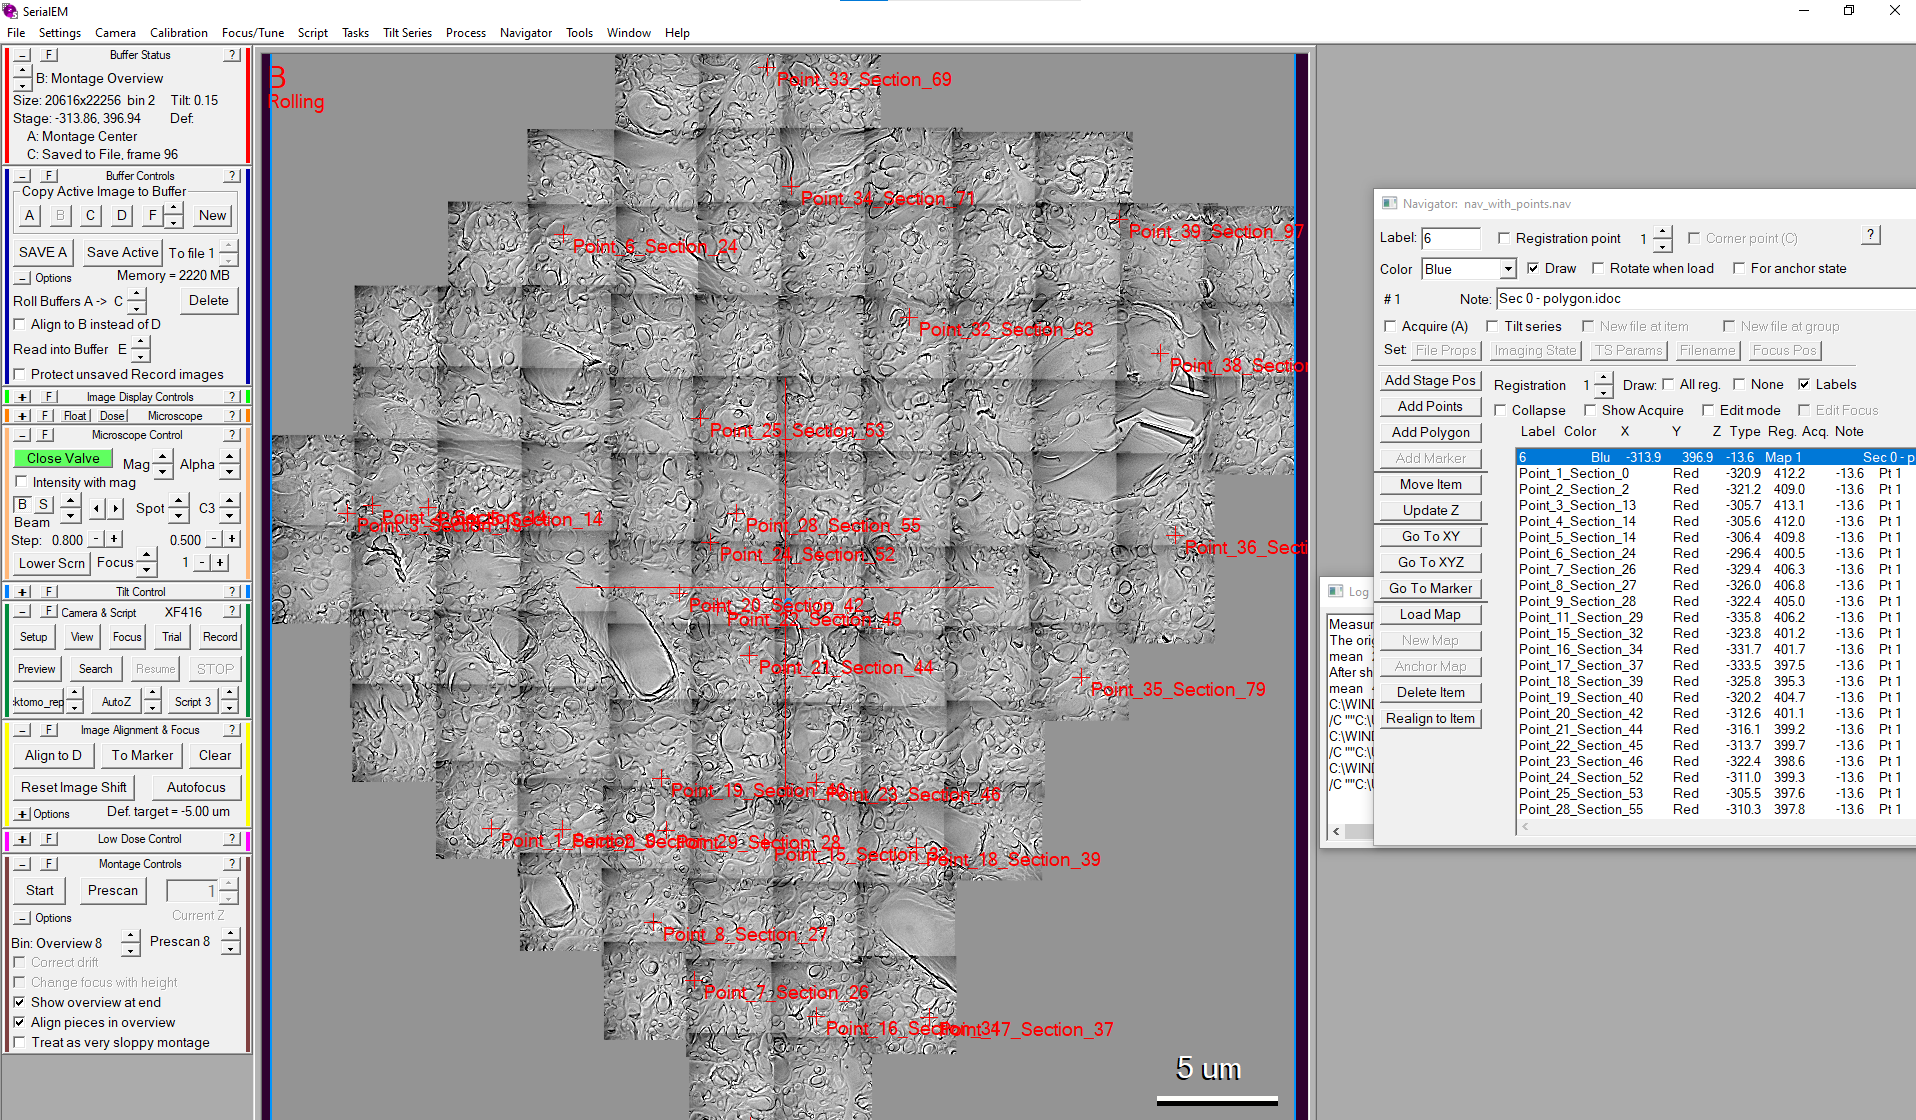 SerialEM
File Settings Camera Calibration Focus/Tune Script Tasks Tilt Series Process Navigator Tools Window Help
– F Buffer Status ?
B: Montage Overview
Size: 20616x22256 bin 2 Tilt: 0.15
Stage: -313.86, 396.94 Def:
A: Montage Center
C: Saved to File, frame 96
– F Buffer Controls ?
Copy Active Image to Buffer
A B C D F New
SAVE A Save Active To file 1
– Options Memory = 2220 MB
Roll Buffers A -> C Delete
Align to B instead of D
Read into Buffer E
Protect unsaved Record images
+ F Image Display Controls ?
+ F Float Dose Microscope ?
– F Microscope Control ?
Close Valve Mag Alpha
Intensity with mag
B S Spot C3
Beam
Step: 0.800 - + 0.500 - +
Lower Scrn Focus 1 - +
+ F Tilt Control ?
– F Camera & Script XF416 ?
Setup View Focus Trial Record
Preview Search Resume STOP
:ktomo_rep AutoZ Script 3
– F Image Alignment & Focus ?
Align to D To Marker Clear
Reset Image Shift Autofocus
+ Options Def. target = -5.00 um
+ F Low Dose Control ?
– F Montage Controls ?
Start Prescan 1
– Options Current Z
Bin: Overview 8 Prescan 8
Correct drift
Change focus with height
Show overview at end
Align pieces in overview
Treat as very sloppy montage
B
Rolling
Point_33_Section_69
Point_34_Section_71
Point_6_Section_24
Point_39_Section_97
Point_32_Section_63
Point_38_Section
Point_25_Section_53
Point_28_Section_55
Point_24_Section_52
Point_36_Secti
Point_20_Section_42
Point_22_Section_45
Point_21_Section_44
Point_35_Section_79
Point_19_Section_40
Point_23_Section_46
Point_15_Section_32
Point_18_Section_39
Point_8_Section_27
Point_7_Section_26
Point_16_Section_34
Point_17_Section_37
5 um
Log
Measur
The orig
mean
After sh
mean
C:\WIND
/C ""C:\U
C:\WIND
/C ""C:\U
C:\WIND
/C ""C:\U
Navigator: nav_with_points.nav
Label: 6 Registration point 1 Corner point (C) ?
Color Blue Draw Rotate when load For anchor state
# 1 Note: Sec 0 - polygon.idoc
Acquire (A) Tilt series New file at item New file at group
Set: File Props Imaging State TS Params Filename Focus Pos
Add Stage Pos Registration 1 Draw: All reg. None Labels
Add Points Collapse Show Acquire Edit mode Edit Focus
Add Polygon
Add Marker
Move Item
Update Z
Go To XY
Go To XYZ
Go To Marker
Load Map
New Map
Anchor Map
Delete Item
Realign to Item
Label Color X Y Z Type Reg. Acq. Note
6 Blu -313.9 396.9 -13.6 Map 1 Sec 0 - p
Point_1_Section_0 Red -320.9 412.2 -13.6 Pt 1
Point_2_Section_2 Red -321.2 409.0 -13.6 Pt 1
Point_3_Section_13 Red -305.7 413.1 -13.6 Pt 1
Point_4_Section_14 Red -305.6 412.0 -13.6 Pt 1
Point_5_Section_14 Red -306.4 409.8 -13.6 Pt 1
Point_6_Section_24 Red -296.4 400.5 -13.6 Pt 1
Point_7_Section_26 Red -329.4 406.3 -13.6 Pt 1
Point_8_Section_27 Red -326.0 406.8 -13.6 Pt 1
Point_9_Section_28 Red -322.4 405.0 -13.6 Pt 1
Point_11_Section_29 Red -335.8 406.2 -13.6 Pt 1
Point_15_Section_32 Red -323.8 401.2 -13.6 Pt 1
Point_16_Section_34 Red -331.7 401.7 -13.6 Pt 1
Point_17_Section_37 Red -333.5 397.5 -13.6 Pt 1
Point_18_Section_39 Red -325.8 395.3 -13.6 Pt 1
Point_19_Section_40 Red -320.2 404.7 -13.6 Pt 1
Point_20_Section_42 Red -312.6 401.1 -13.6 Pt 1
Point_21_Section_44 Red -316.1 399.2 -13.6 Pt 1
Point_22_Section_45 Red -313.7 399.7 -13.6 Pt 1
Point_23_Section_46 Red -322.4 398.6 -13.6 Pt 1
Point_24_Section_52 Red -311.0 399.3 -13.6 Pt 1
Point_25_Section_53 Red -305.5 397.6 -13.6 Pt 1
Point_28_Section_55 Red -310.3 397.8 -13.6 Pt 1